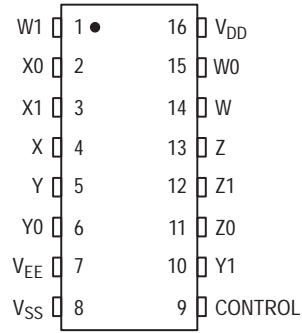 W1 1 16 VDD
X0 2 15 W0
X1 3 14 W
X 4 13 Z
Y 5 12 Z1
Y0 6 11 Z0
VEE 7 10 Y1
VSS 8 9 CONTROL